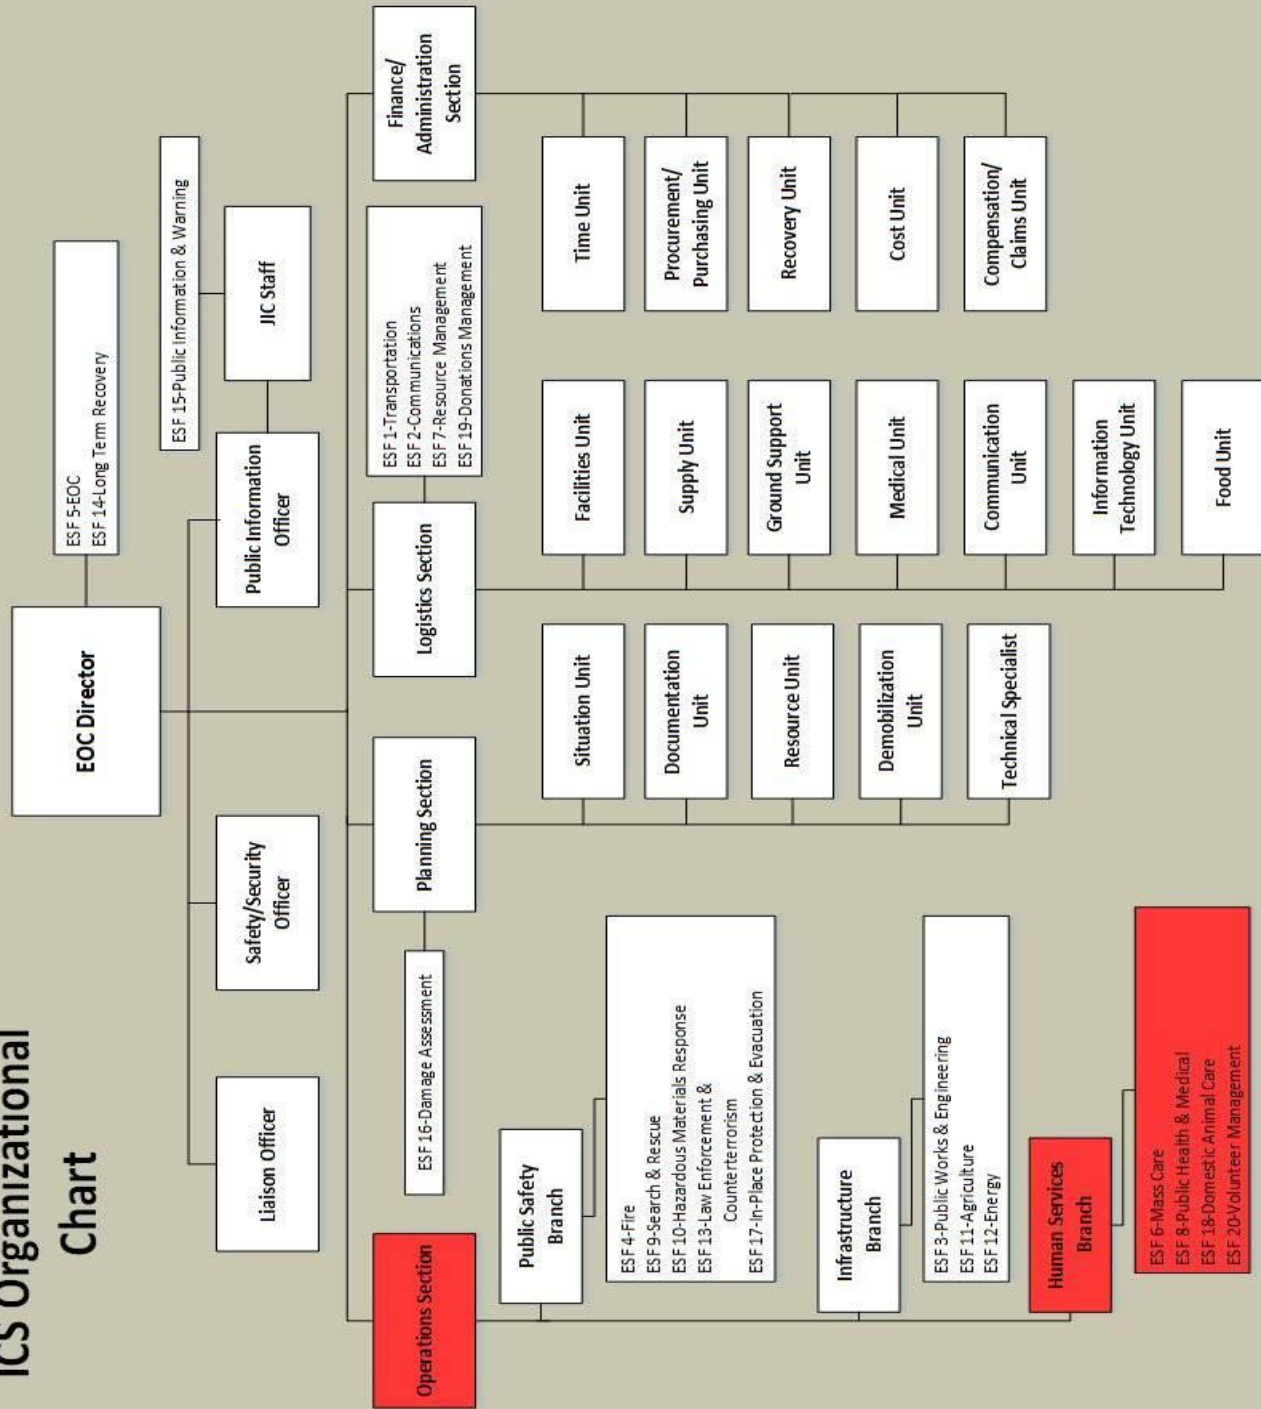 ICS Organizational
Chart
EOC Director
ESF 5-EOC
ESF 14-Long Term Recovery
Liaison Officer
Safety/Security
Officer
Public Information
Officer
JIC Staff
ESF 15-Public Information & Warning
Operations Section
ESF 16-Damage Assessment
Planning Section
Logistics Section
ESF 1-Transportation
ESF 2-Communications
ESF 7-Resource Management
ESF 19-Donations Management
Finance/
Administration
Section
Public Safety
Branch
ESF 4-Fire
ESF 9-Search & Rescue
ESF 10-Hazardous Materials Response
ESF 13-Law Enforcement &
Counterterrorism
ESF 17-In-Place Protection & Evacuation
Infrastructure
Branch
ESF 3-Public Works & Engineering
ESF 11-Agriculture
ESF 12-Energy
Human Services
Branch
ESF 6-Mass Care
ESF 8-Public Health & Medical
ESF 18-Domestic Animal Care
ESF 20-Volunteer Management
Situation Unit
Documentation
Unit
Resource Unit
Demobilization
Unit
Technical Specialist
Facilities Unit
Supply Unit
Ground Support
Unit
Medical Unit
Communication
Unit
Information
Technology Unit
Food Unit
Time Unit
Procurement/
Purchasing Unit
Recovery Unit
Cost Unit
Compensation/
Claims Unit